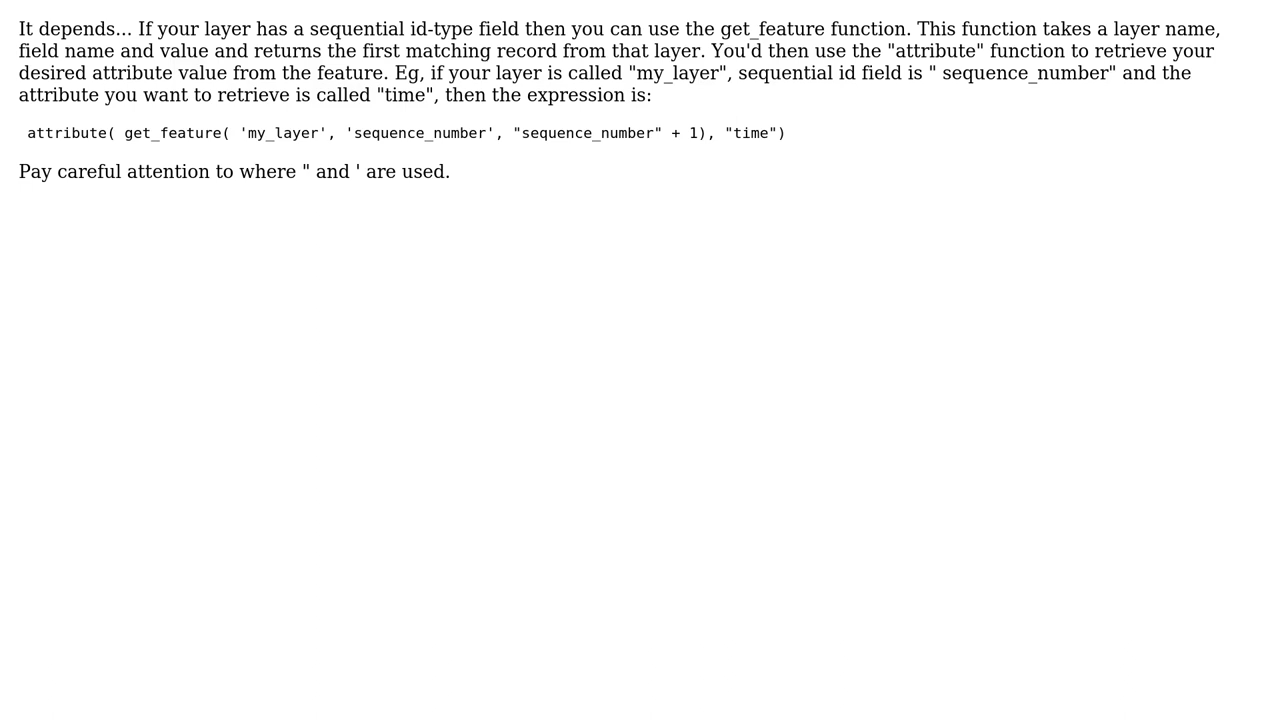 It depends... If your layer has a sequential id-type field then you can use the get_feature function. This function takes a layer name,
field name and value and returns the first matching record from that layer. You'd then use the "attribute" function to retrieve your
desired attribute value from the feature. Eg, if your layer is called "my_layer", sequential id field is " sequence_number" and the
attribute you want to retrieve is called "time", then the expression is:
attribute( get_feature( 'my_layer', 'sequence_number', "sequence_number" + 1), "time")
Pay careful attention to where " and ' are used.